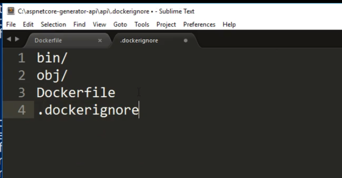 C:\aspnetcore-generator-api\api\.dockerignore • - Sublime Text
File Edit Selection Find View Goto Tools Project Preferences Help
Dockerfile × .dockerignore
1 bin/
2 obj/
3 Dockerfile
4 .dockerignore